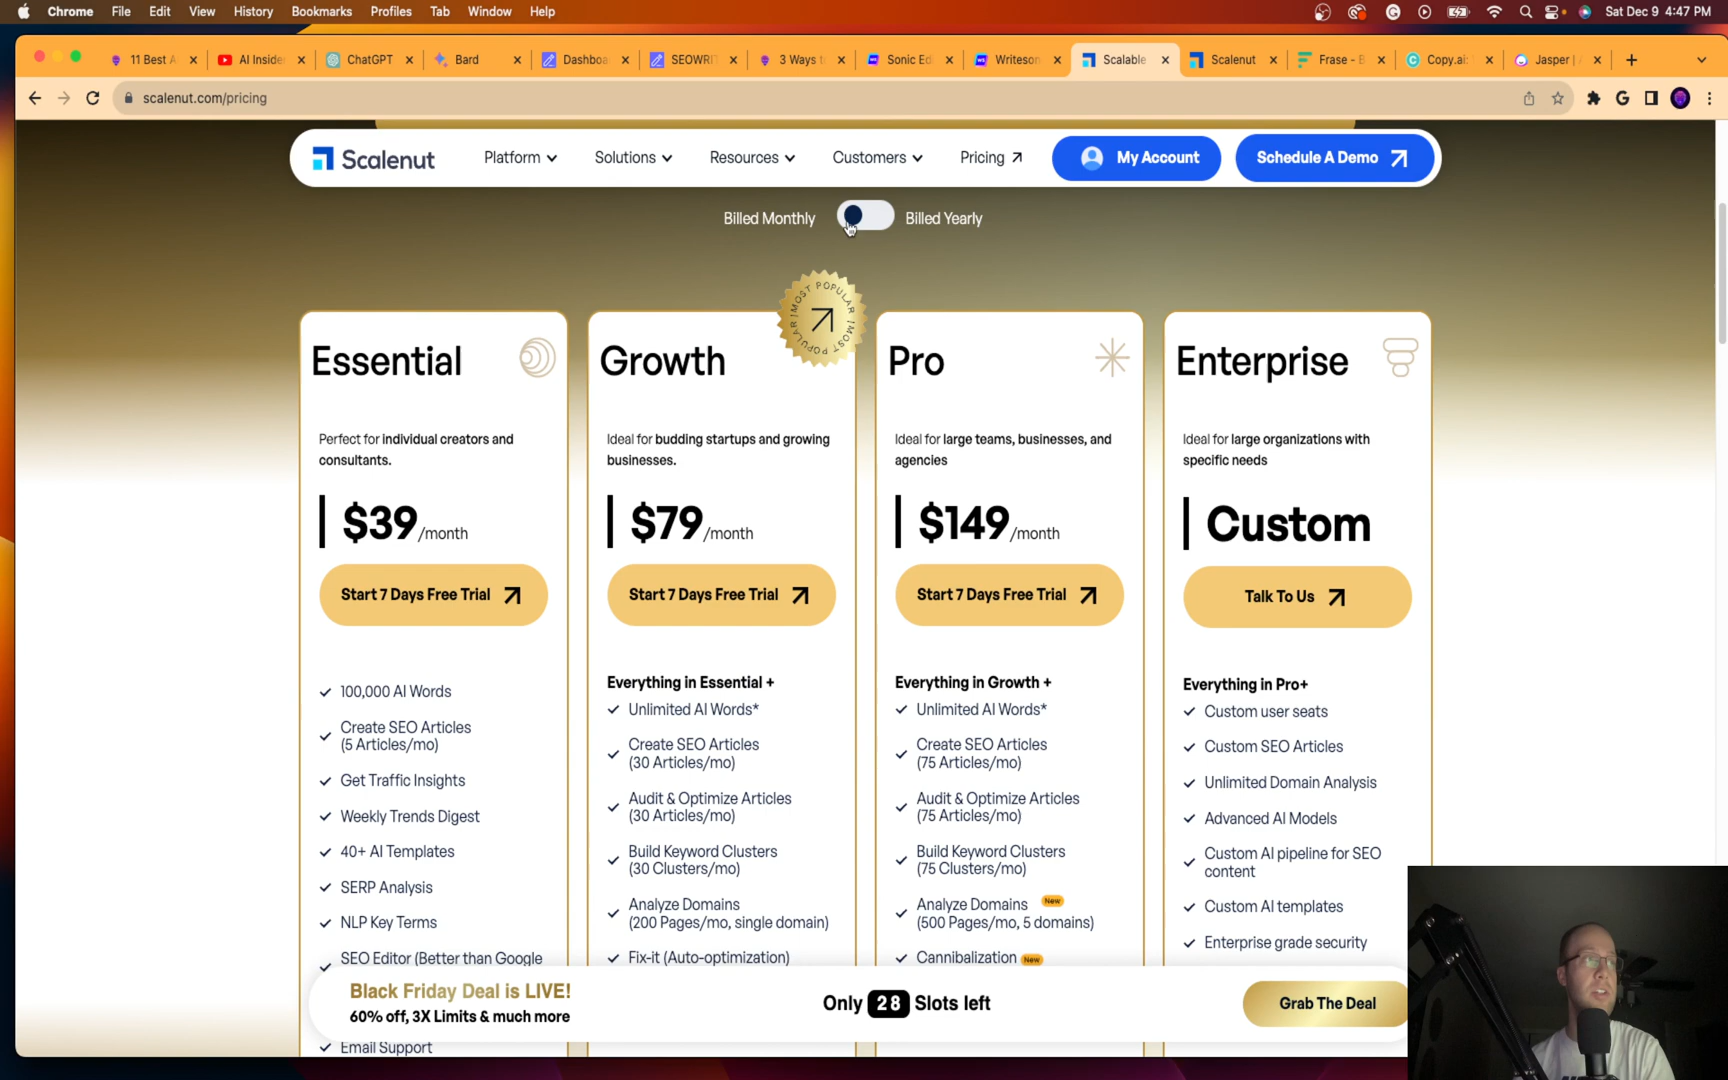 Chrome File Edit View History Bookmarks Profiles Tab Window Help
Sat Dec 9 4:47 PM
11 Best A
AI Inside
ChatGPT
Bard
Dashboa
SEOWRIT
3 Ways t
Sonic Ed
Writeson
Scalable
Scalenut
Frase - B
Copy.ai:
Jasper |
scalenut.com/pricing
Scalenut
Platform
Solutions
Resources
Customers
Pricing
My Account
Schedule A Demo
Billed Monthly
Billed Yearly
MOST POPULAR | MOST POPULAR |
Essential
Perfect for individual creators and
consultants.
$39/month
Start 7 Days Free Trial
100,000 AI Words
Create SEO Articles
(5 Articles/mo)
Get Traffic Insights
Weekly Trends Digest
40+ AI Templates
SERP Analysis
NLP Key Terms
SEO Editor (Better than Google
Email Support
Growth
Ideal for budding startups and growing
businesses.
$79/month
Start 7 Days Free Trial
Everything in Essential +
Unlimited AI Words*
Create SEO Articles
(30 Articles/mo)
Audit & Optimize Articles
(30 Articles/mo)
Build Keyword Clusters
(30 Clusters/mo)
Analyze Domains
(200 Pages/mo, single domain)
Fix-it (Auto-optimization)
Pro
Ideal for large teams, businesses, and
agencies
$149/month
Start 7 Days Free Trial
Everything in Growth +
Unlimited AI Words*
Create SEO Articles
(75 Articles/mo)
Audit & Optimize Articles
(75 Articles/mo)
Build Keyword Clusters
(75 Clusters/mo)
Analyze Domains New
(500 Pages/mo, 5 domains)
Cannibalization New
Enterprise
Ideal for large organizations with
specific needs
Custom
Talk To Us
Everything in Pro+
Custom user seats
Custom SEO Articles
Unlimited Domain Analysis
Advanced AI Models
Custom AI pipeline for SEO
content
Custom AI templates
Enterprise grade security
Black Friday Deal is LIVE!
60% off, 3X Limits & much more
Only 28 Slots left
Grab The Deal